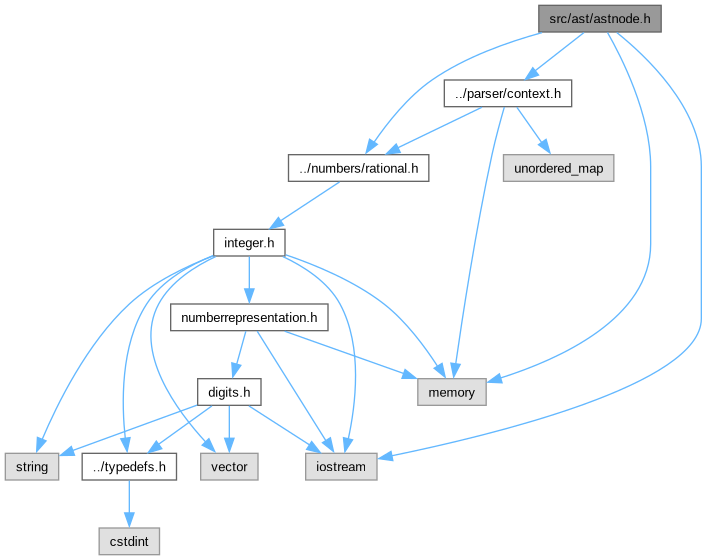 src/ast/astnode.h
../parser/context.h
../numbers/rational.h
unordered_map
integer.h
numberrepresentation.h
digits.h
memory
string
../typedefs.h
vector
iostream
cstdint